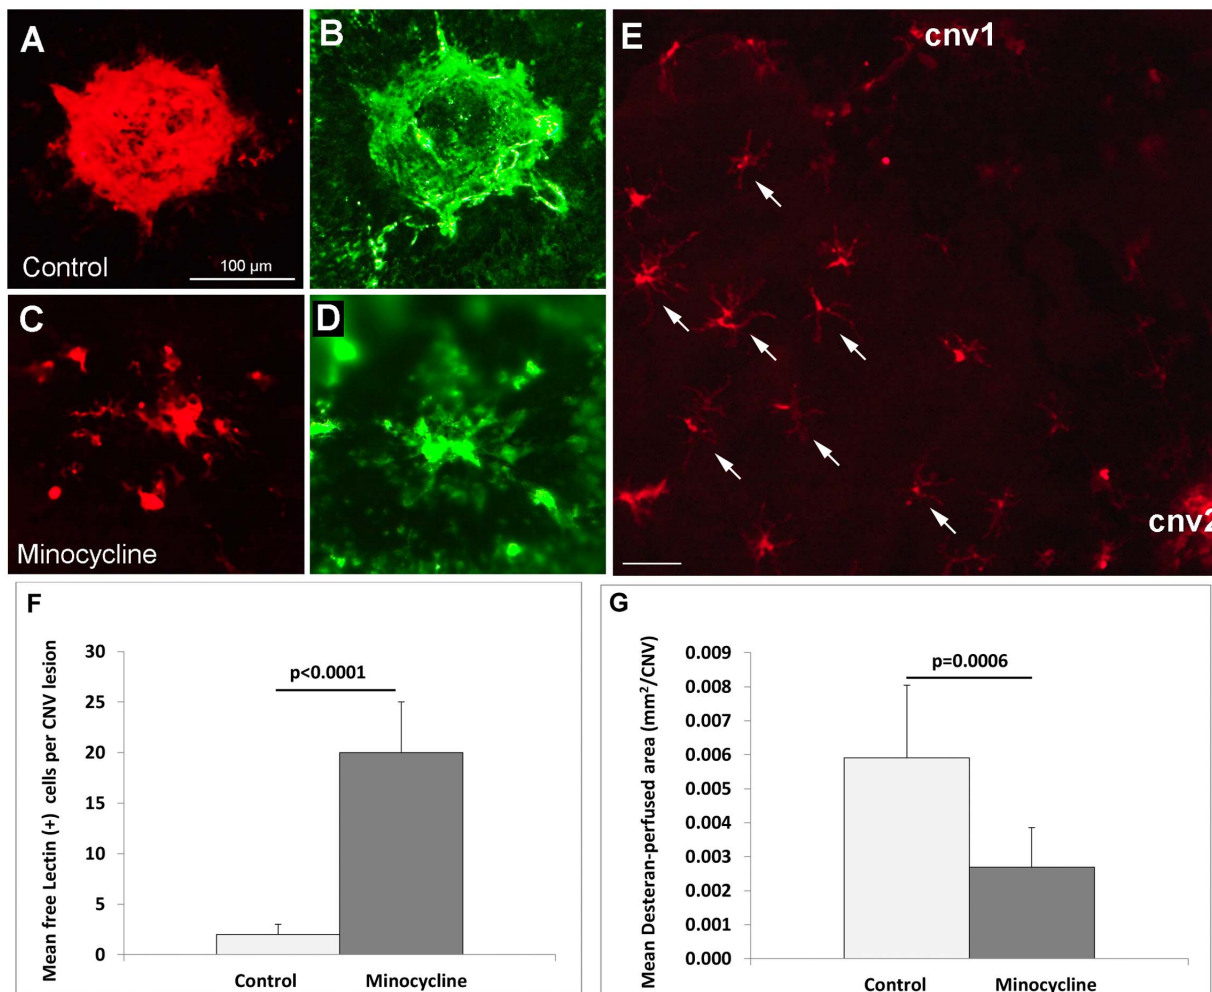 A
B
E
cnv1
Control
100 µm
C
D
Minocycline
cnv2
F
Mean free Lectin (+) cells per CNV lesion
30
25
20
15
10
5
0
p<0.0001
Control
Minocycline
G
Mean Desteran-perfused area (mm²/CNV)
0.009
0.008
0.007
0.006
0.005
0.004
0.003
0.002
0.001
0.000
p=0.0006
Control
Minocycline